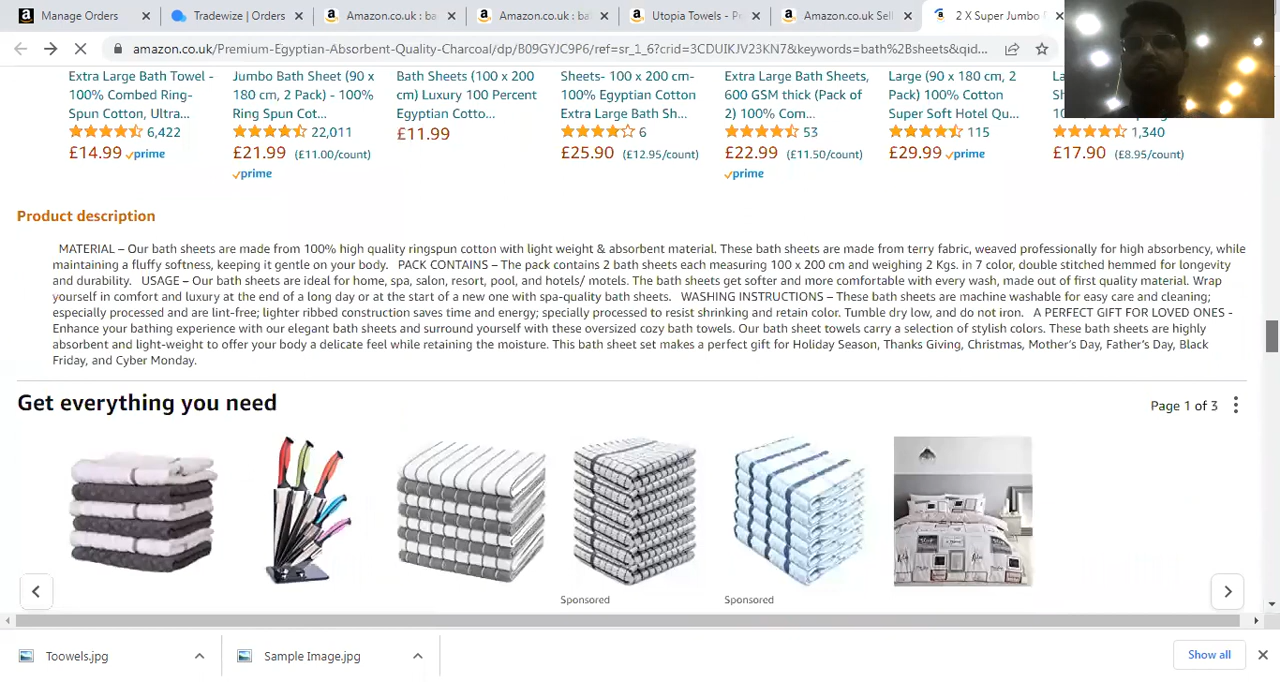 Manage Orders
Tradewize | Orders
Amazon.co.uk : ba
Amazon.co.uk : ba
Utopia Towels - P
Amazon.co.uk Sell
2 X Super Jumbo
amazon.co.uk/Premium-Egyptian-Absorbent-Quality-Charcoal/dp/B09GYJC9P6/ref=sr_1_6?crid=3CDUIKJV23KN7&keywords=bath%2Bsheets&qid...
Extra Large Bath Towel -
100% Combed Ring-
Spun Cotton, Ultra...
6,422
£14.99 prime
Jumbo Bath Sheet (90 x
180 cm, 2 Pack) - 100%
Ring Spun Cot...
22,011
£21.99 (£11.00/count)
prime
Bath Sheets (100 x 200
cm) Luxury 100 Percent
Egyptian Cotto...
£11.99
Sheets- 100 x 200 cm-
100% Egyptian Cotton
Extra Large Bath Sh...
6
£25.90 (£12.95/count)
Extra Large Bath Sheets,
600 GSM thick (Pack of
2) 100% Com...
53
£22.99 (£11.50/count)
prime
Large (90 x 180 cm, 2
Pack) 100% Cotton
Super Soft Hotel Qu...
115
£29.99 prime
1,340
£17.90 (£8.95/count)
Product description
MATERIAL – Our bath sheets are made from 100% high quality ringspun cotton with light weight & absorbent material. These bath sheets are made from terry fabric, weaved professionally for high absorbency, while
maintaining a fluffy softness, keeping it gentle on your body. PACK CONTAINS – The pack contains 2 bath sheets each measuring 100 x 200 cm and weighing 2 Kgs. in 7 color, double stitched hemmed for longevity
and durability. USAGE – Our bath sheets are ideal for home, spa, salon, resort, pool, and hotels/ motels. The bath sheets get softer and more comfortable with every wash, made out of first quality material. Wrap
yourself in comfort and luxury at the end of a long day or at the start of a new one with spa-quality bath sheets. WASHING INSTRUCTIONS – These bath sheets are machine washable for easy care and cleaning;
especially processed and are lint-free; lighter ribbed construction saves time and energy; specially processed to resist shrinking and retain color. Tumble dry low, and do not iron. A PERFECT GIFT FOR LOVED ONES -
Enhance your bathing experience with our elegant bath sheets and surround yourself with these oversized cozy bath towels. Our bath sheet towels carry a selection of stylish colors. These bath sheets are highly
absorbent and light-weight to offer your body a delicate feel while retaining the moisture. This bath sheet set makes a perfect gift for Holiday Season, Thanks Giving, Christmas, Mother's Day, Father's Day, Black
Friday, and Cyber Monday.
Get everything you need
Page 1 of 3
Sponsored
Sponsored
Toowels.jpg
Sample Image.jpg
Show all